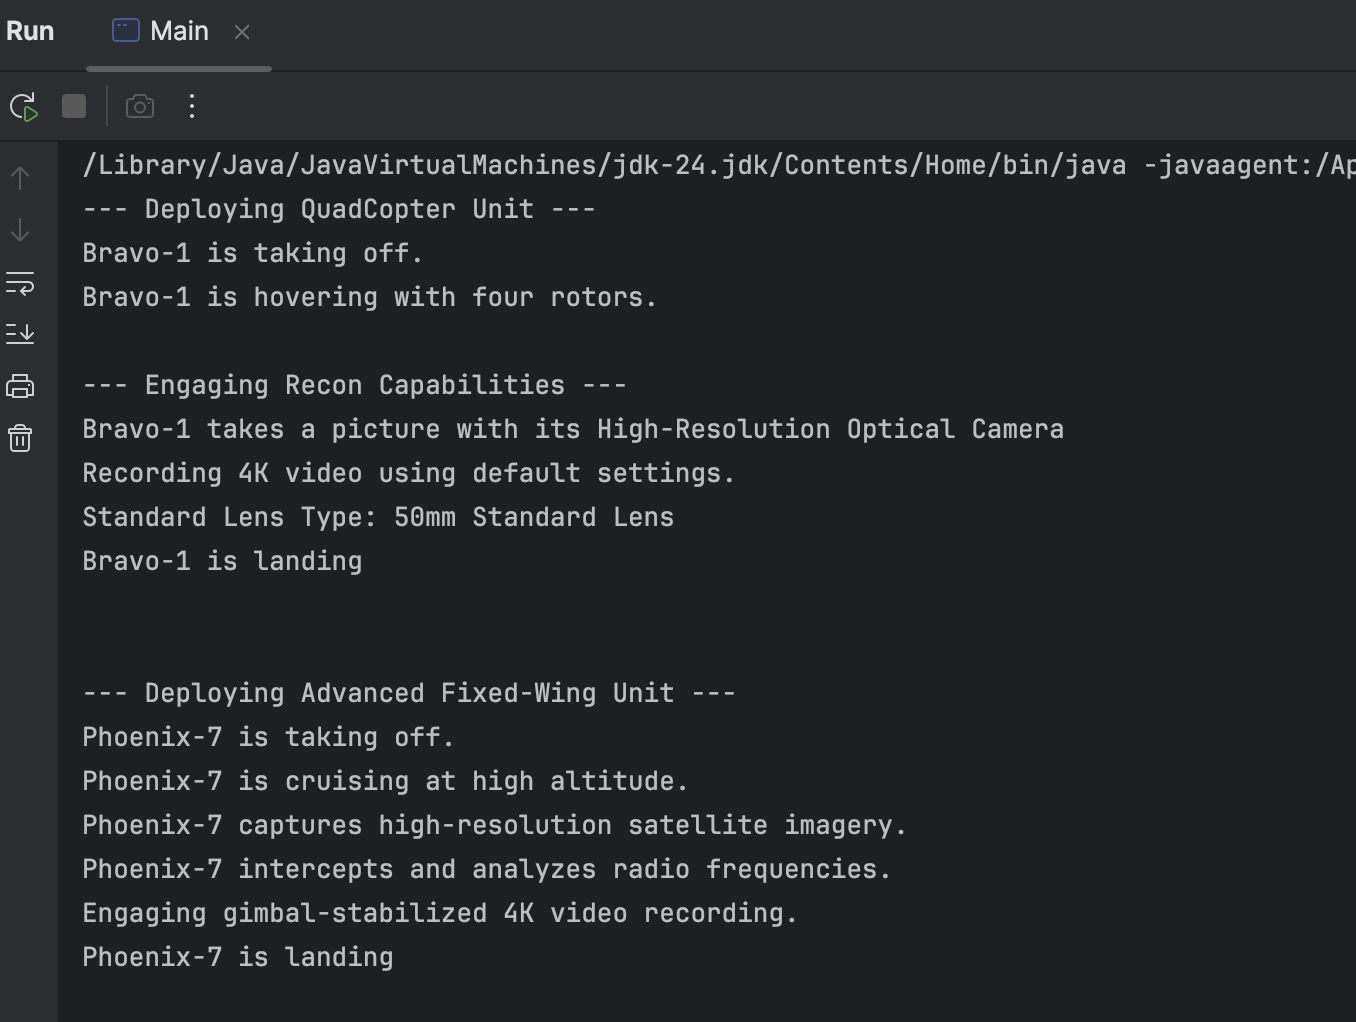 Run
Main
/Library/Java/JavaVirtualMachines/jdk-24.jdk/Contents/Home/bin/java -javaagent:/Ap
--- Deploying QuadCopter Unit ---
Bravo-1 is taking off.
Bravo-1 is hovering with four rotors.
--- Engaging Recon Capabilities ---
Bravo-1 takes a picture with its High-Resolution Optical Camera
Recording 4K video using default settings.
Standard Lens Type: 50mm Standard Lens
Bravo-1 is landing
--- Deploying Advanced Fixed-Wing Unit ---
Phoenix-7 is taking off.
Phoenix-7 is cruising at high altitude.
Phoenix-7 captures high-resolution satellite imagery.
Phoenix-7 intercepts and analyzes radio frequencies.
Engaging gimbal-stabilized 4K video recording.
Phoenix-7 is landing